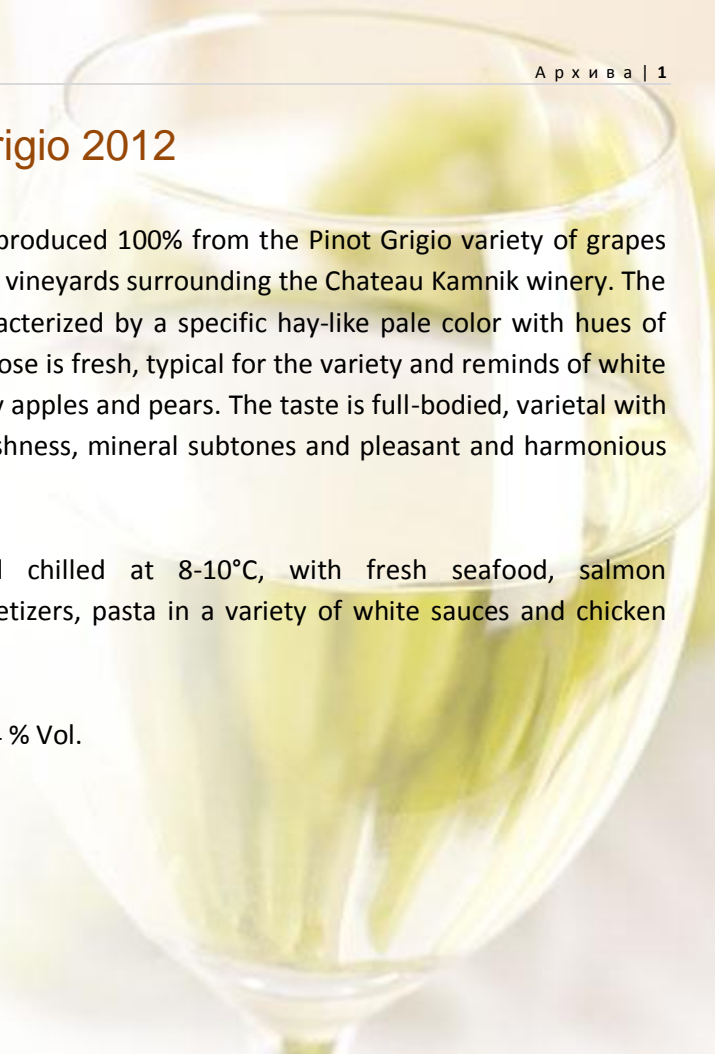 Архива | 1
rigio 2012
produced 100% from the Pinot Grigio variety of grapes
vineyards surrounding the Chateau Kamnik winery. The
acterized by a specific hay-like pale color with hues of
ose is fresh, typical for the variety and reminds of white
y apples and pears. The taste is full-bodied, varietal with
shness, mineral subtones and pleasant and harmonious
chilled at 8-10°C, with fresh seafood, salmon
etizers, pasta in a variety of white sauces and chicken
% Vol.